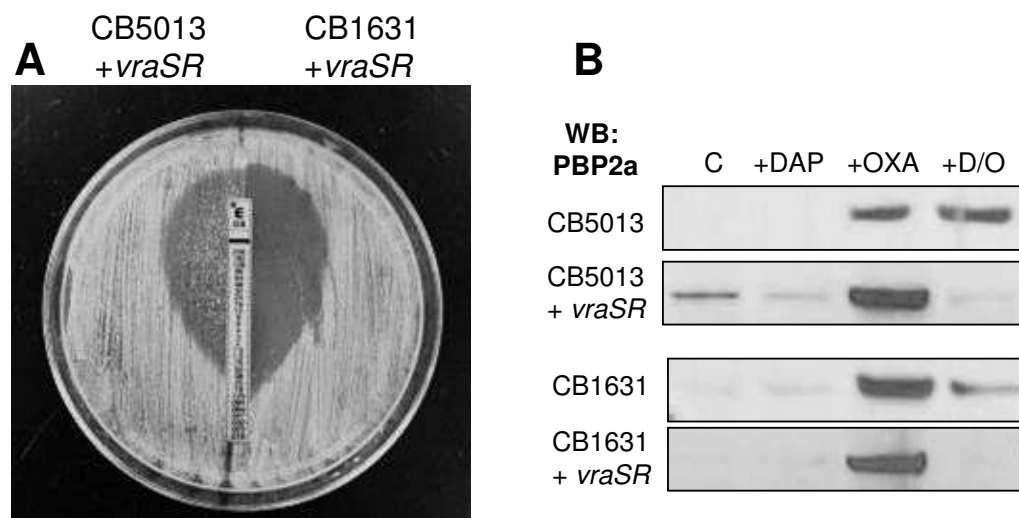 A
CB5013
+vraSR
CB1631
+vraSR
B
WB:
PBP2a
C +DAP +OXA +D/O
CB5013
CB5013
+ vraSR
CB1631
CB1631
+ vraSR